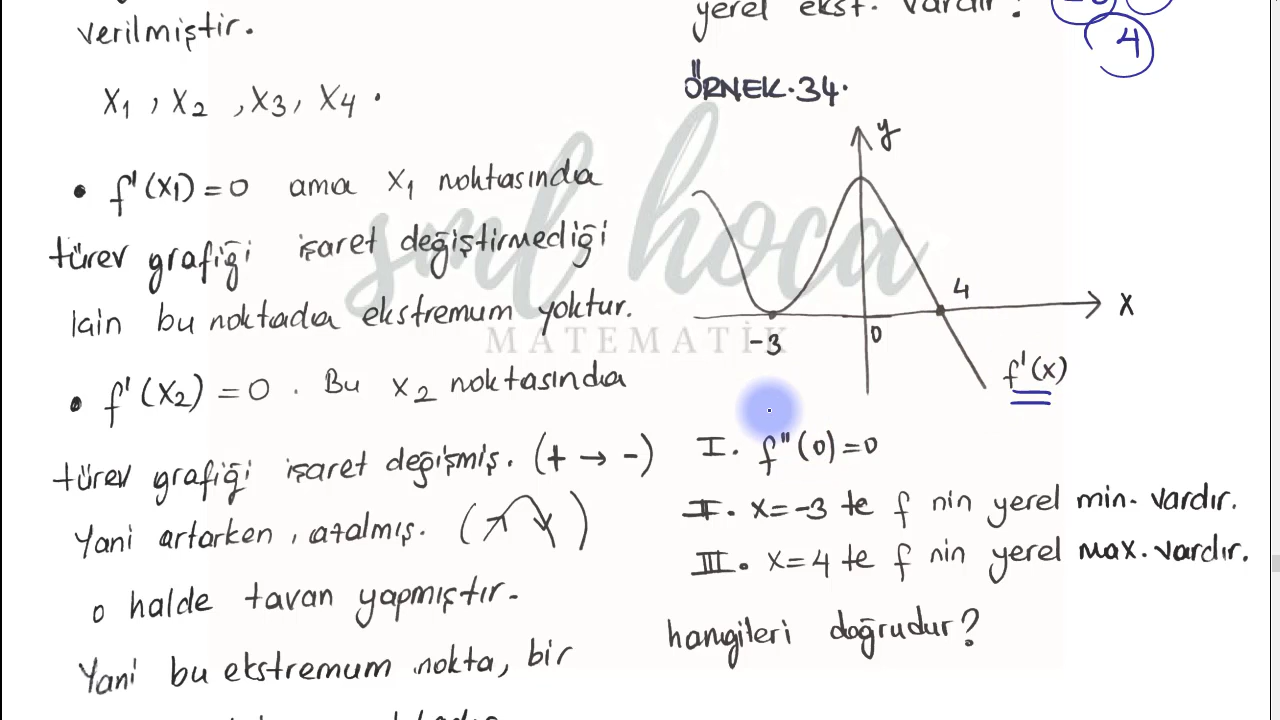 verilmiştir.
X1, X2, X3, X4.
• f'(x1) = 0 ama x1 noktasında
türev grafiği işaret değiştirmediği
için bu noktada ekstremum yoktur.
• f'(x2) = 0. Bu x2 noktasında
türev grafiği işaret değişmiş. (+ → -)
Yani artarken, azalmış. ( )
o halde tavan yapmıştır.
Yani bu ekstremum nokta, bir
yerel ekst. vardır?
4
ÖRNEK.34.
y
4
x
-3
0
f'(x)
I. f''(0)=0
II. x=-3 te f nin yerel min. vardır.
III. x=4 te f nin yerel max. vardır.
hangileri doğrudur?
sml hoca
MATEMATİK